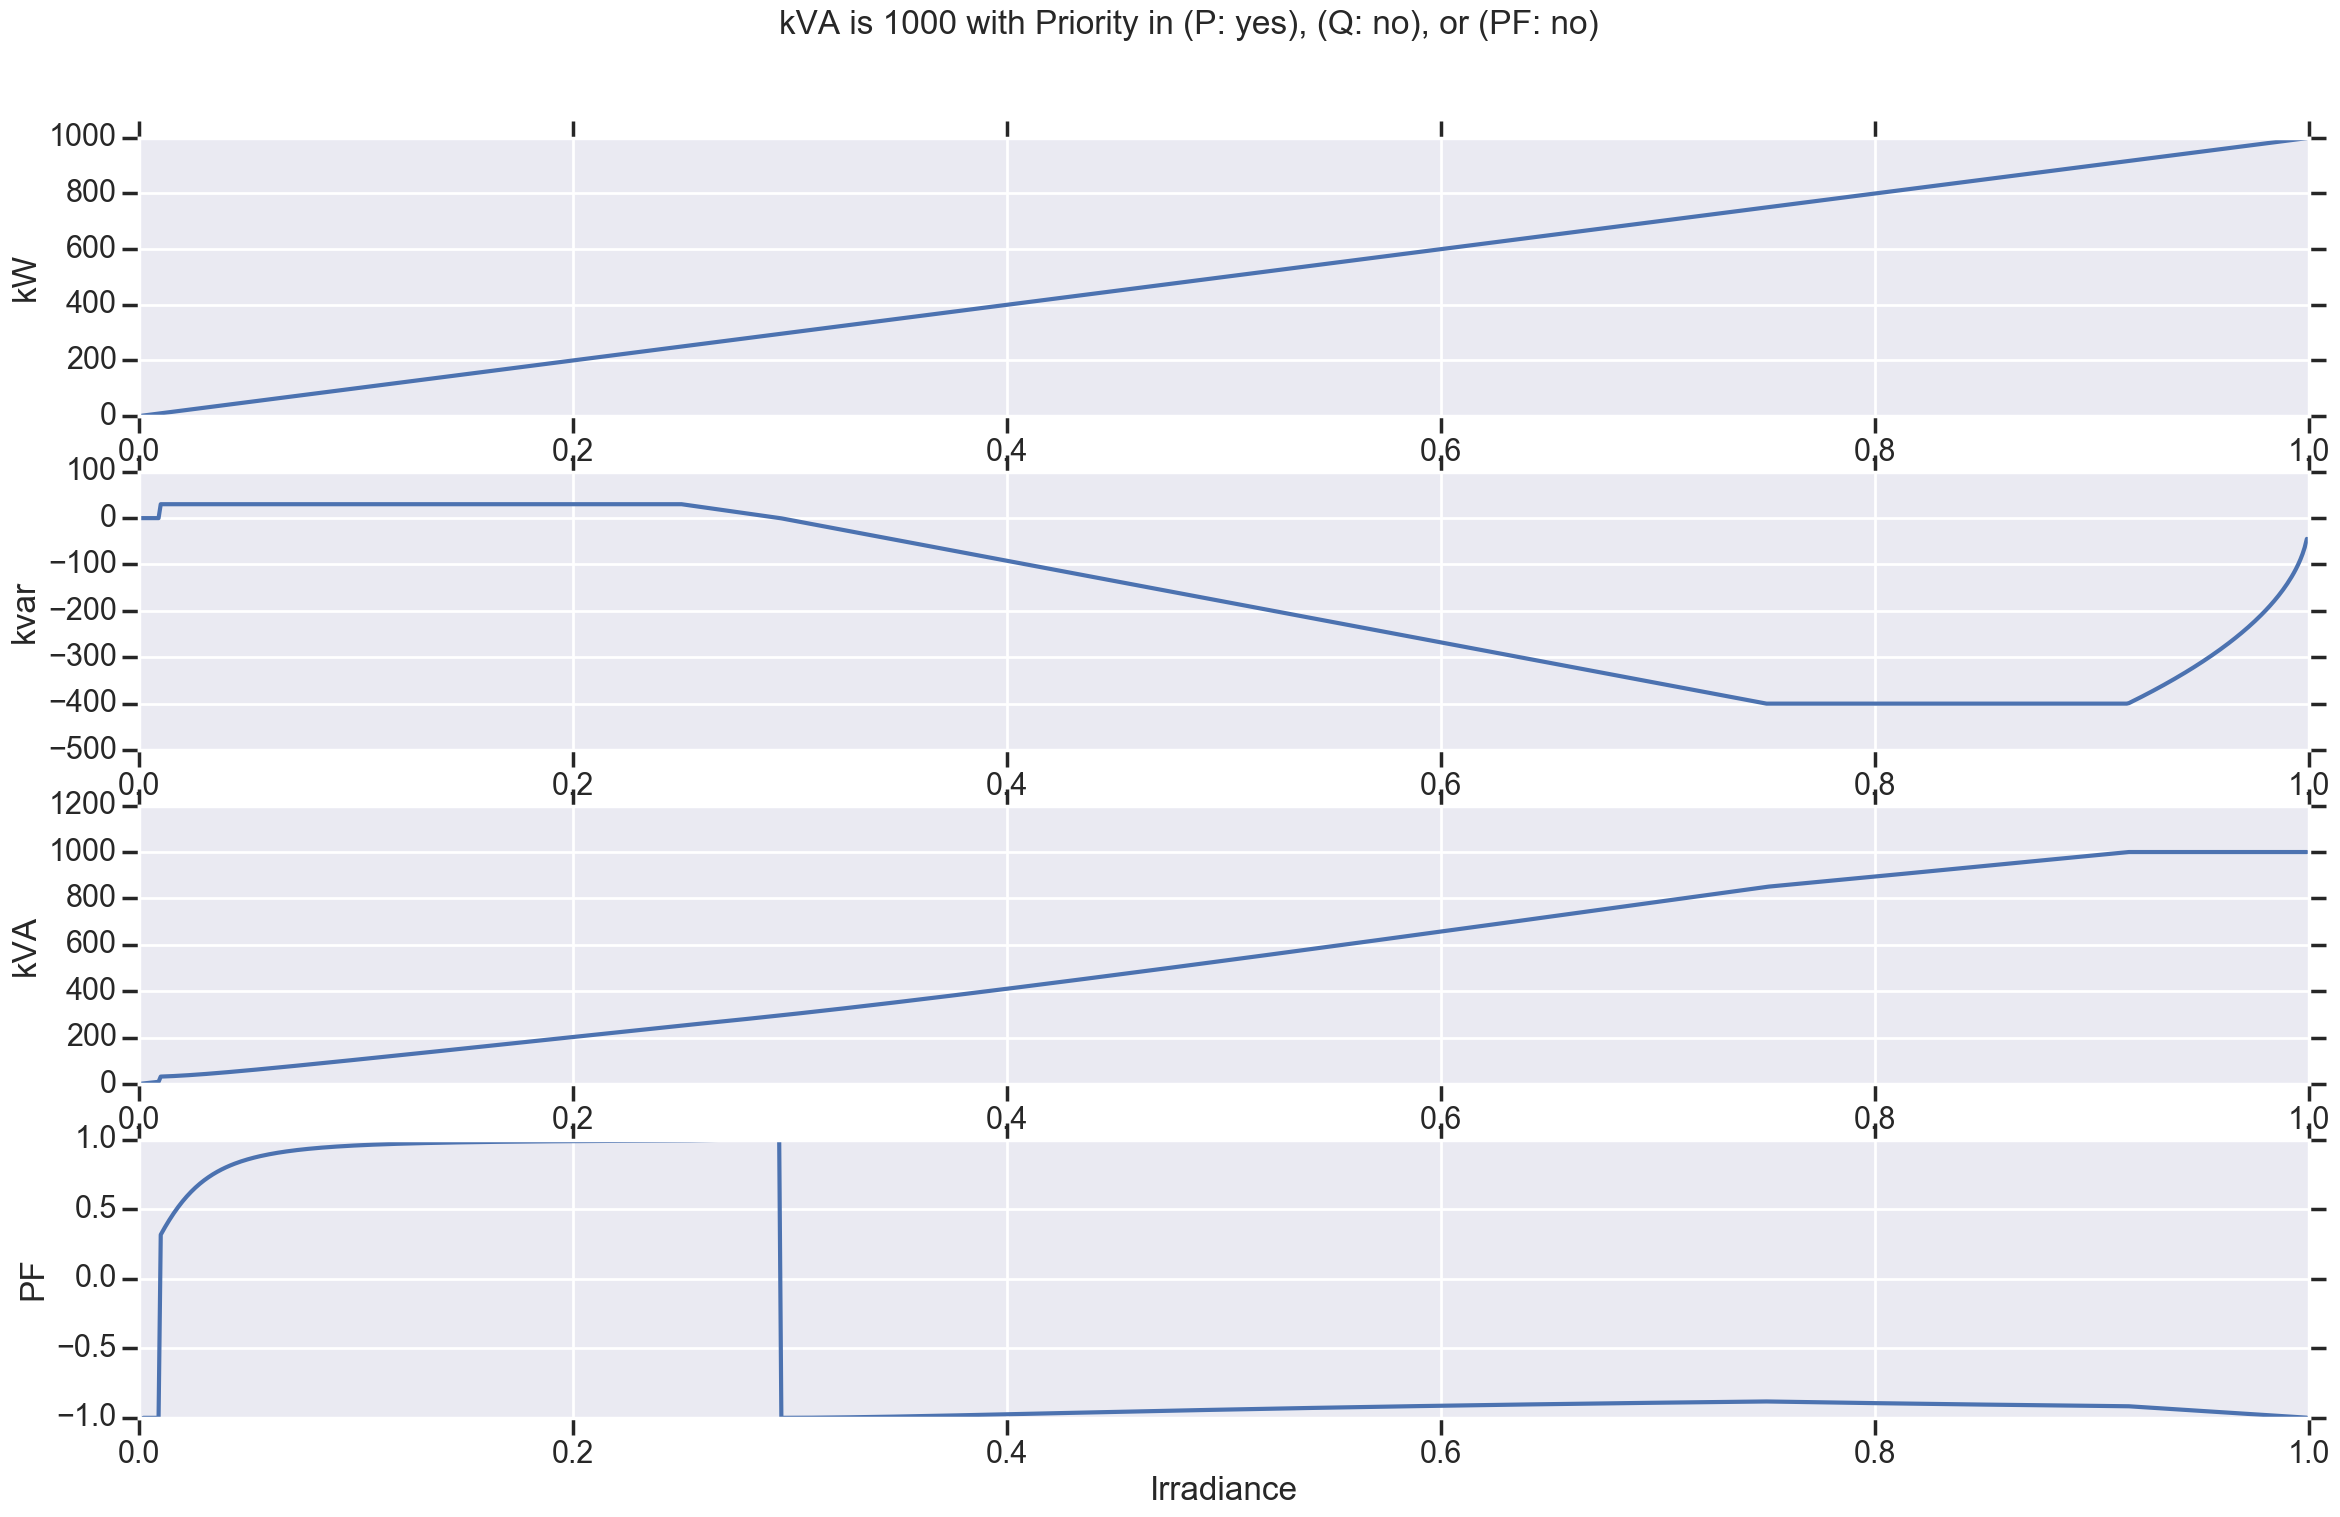 kVA is 1000 with Priority in (P: yes), (Q: no), or (PF: no)
1000
800
600
400
200
0
kW
0.0 0.2 0.4 0.6 0.8 1.0
100
0
−100
−200
−300
−400
−500
kvar
0.0 0.2 0.4 0.6 0.8 1.0
1200
1000
800
600
400
200
0
kVA
0.0 0.2 0.4 0.6 0.8 1.0
1.0
0.5
0.0
−0.5
−1.0
PF
0.0 0.2 0.4 0.6 0.8 1.0
Irradiance